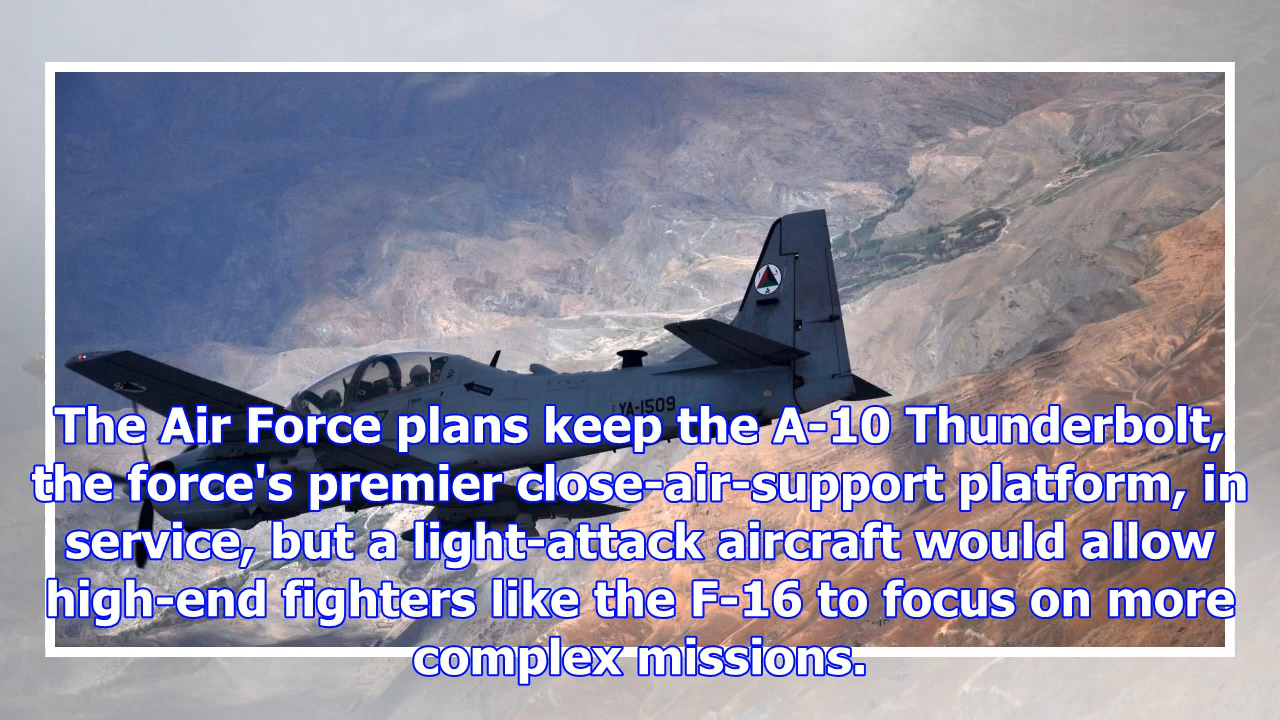 YA-1509
The Air Force plans keep the A-10 Thunderbolt,
the force's premier close-air-support platform, in
service, but a light-attack aircraft would allow
high-end fighters like the F-16 to focus on more
complex missions.